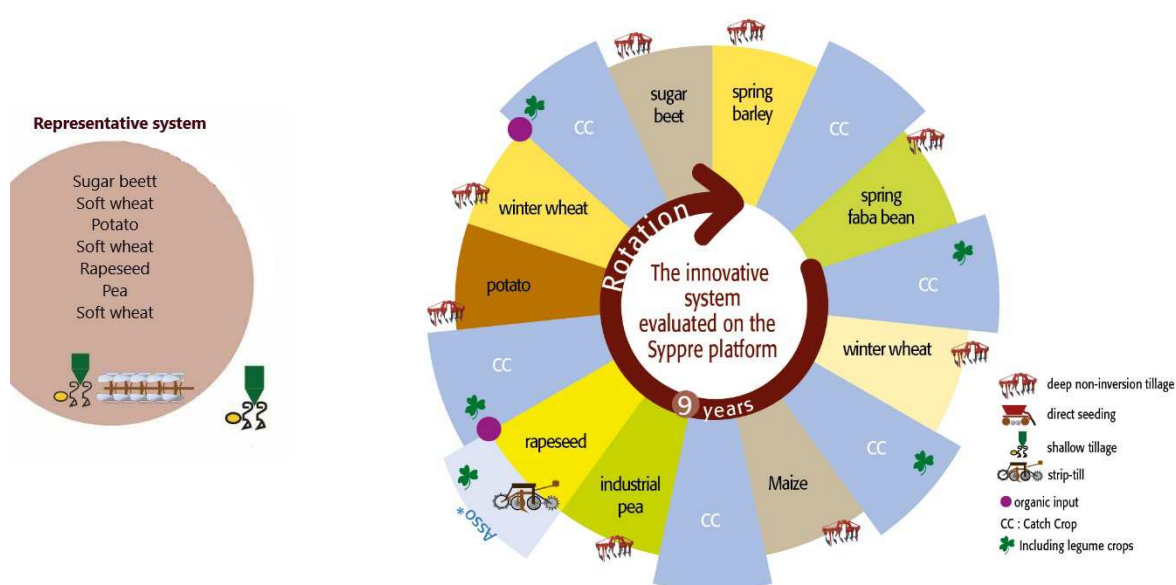 Representative system
Sugar beett
Soft wheat
Potato
Soft wheat
Rapeseed
Pea
Soft wheat
sugar
beet
spring
barley
CC
spring
faba bean
CC
winter wheat
CC
Maize
CC
industrial
pea
rapeseed
Asso*
CC
potato
winter wheat
CC
Rotation
9 years
The innovative
system
evaluated on the
Syppre platform
deep non-inversion tillage
direct seeding
shallow tillage
strip-till
organic input
CC : Catch Crop
Including legume crops